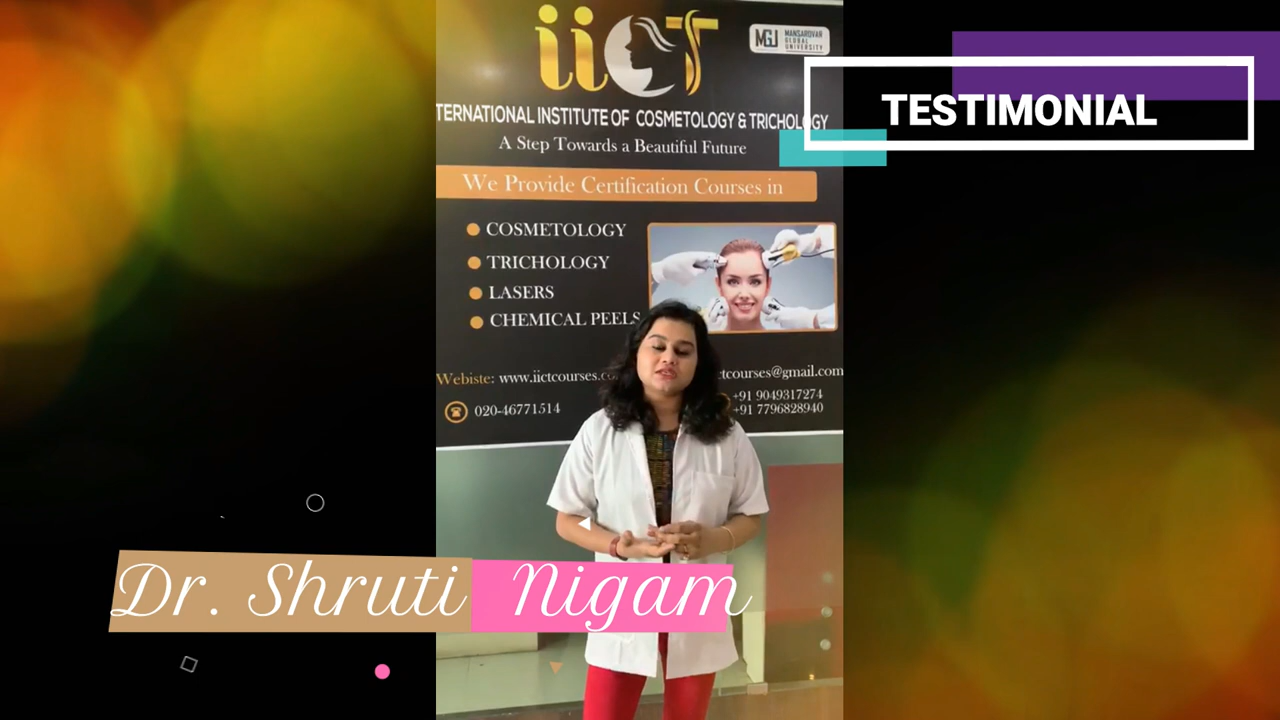 iiCT
MGU MANSAROVAR
GLOBAL
UNIVERSITY
TERNATIONAL INSTITUTE OF COSMETOLOGY & TRICHOLOGY
A Step Towards a Beautiful Future
TESTIMONIAL
We Provide Certification Courses in
COSMETOLOGY
TRICHOLOGY
LASERS
CHEMICAL PEELS
Webiste: www.iictcourses.co
ctcourses@gmail.com
020-46771514
+91 9049317274
+91 7796828940
Dr. Shruti Nigam